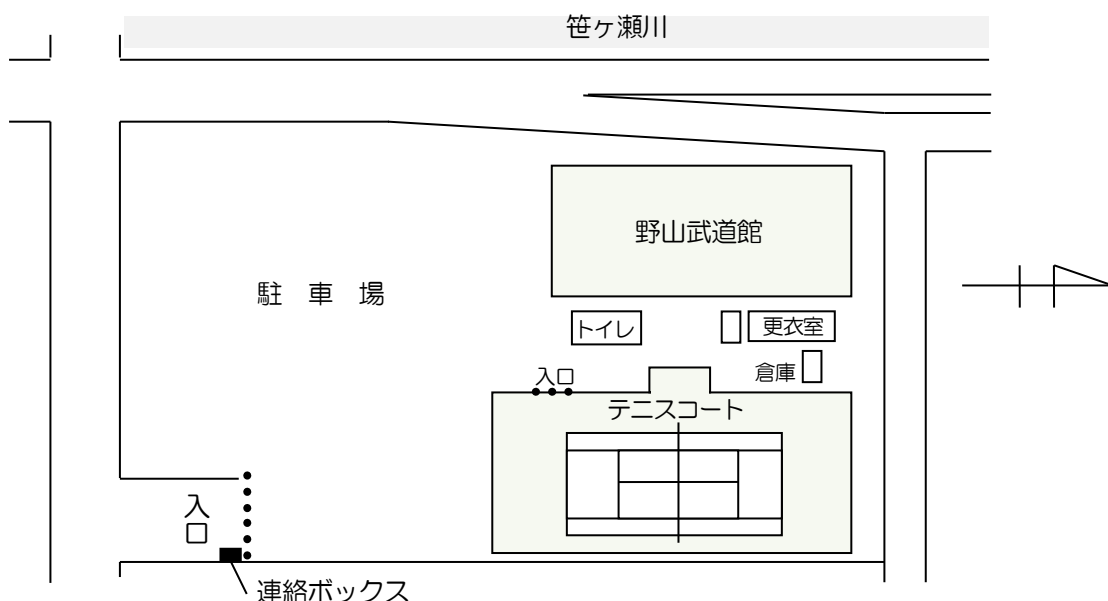 笹ヶ瀬川
野山武道館
駐 車 場
トイレ
更衣室
倉庫
入口
テニスコート
入口
連絡ボックス